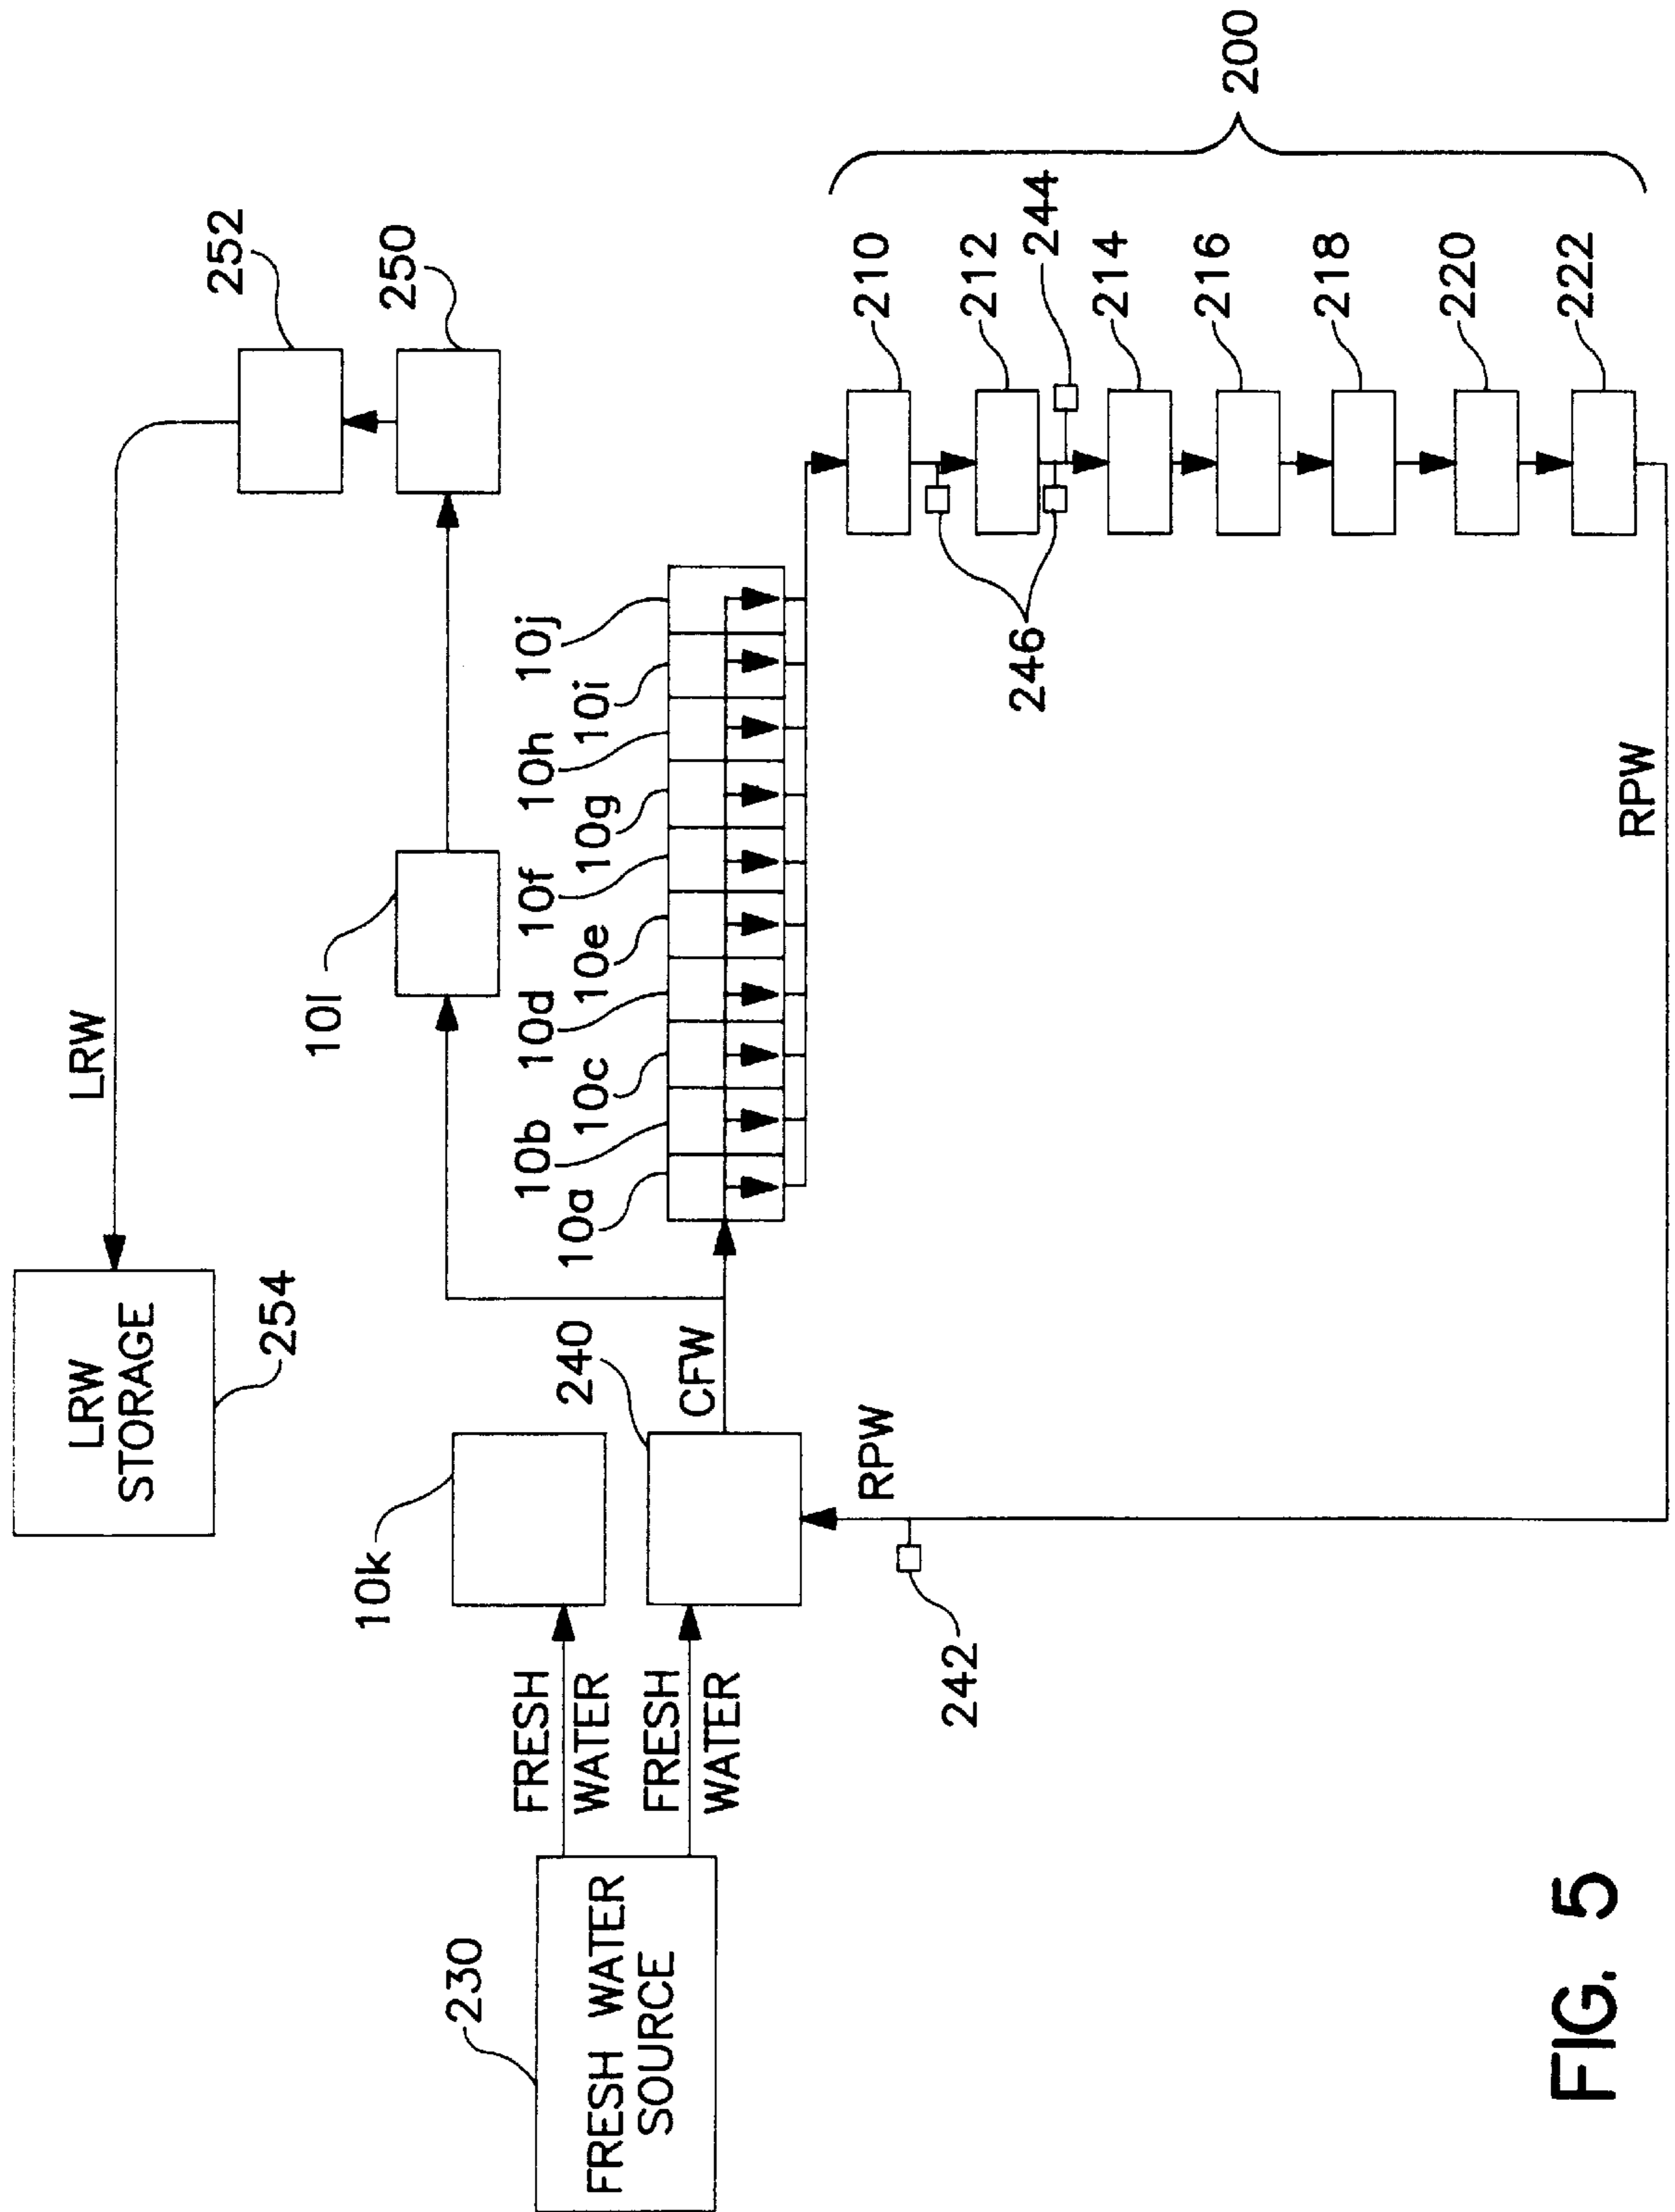 LRW
STORAGE
254
LRW
252
250
10l
10k
230
FRESH WATER
SOURCE
FRESH
WATER
FRESH
WATER
240
CFW
10a
10b
10c
10d
10e
10f
10g
10h
10i
10j
RPW
242
246
244
210
212
214
216
218
220
222
200
RPW
FIG. 5